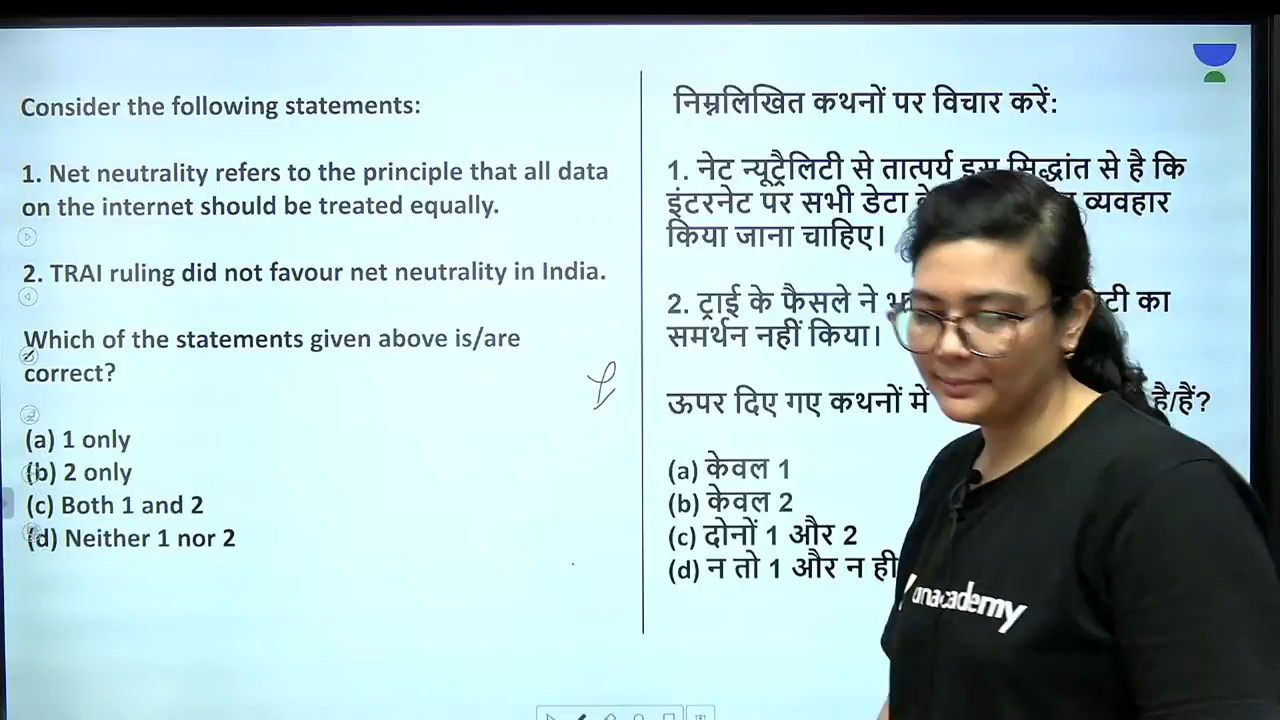 Consider the following statements:
1. Net neutrality refers to the principle that all data
on the internet should be treated equally.
2. TRAI ruling did not favour net neutrality in India.
Which of the statements given above is/are
correct?
(a) 1 only
(b) 2 only
(c) Both 1 and 2
(d) Neither 1 nor 2
निम्नलिखित कथनों पर विचार करें:
1. नेट न्यूट्रैलिटी से तात्पर्य इस सिद्धांत से है कि
इंटरनेट पर सभी डेटा व्यवहार
किया जाना चाहिए।
2. ट्राई के फैसले ने का
समर्थन नहीं किया।
ऊपर दिए गए कथनों में है/हैं?
(a) केवल 1
(b) केवल 2
(c) दोनों 1 और 2
(d) न तो 1 और न ही
unacademy